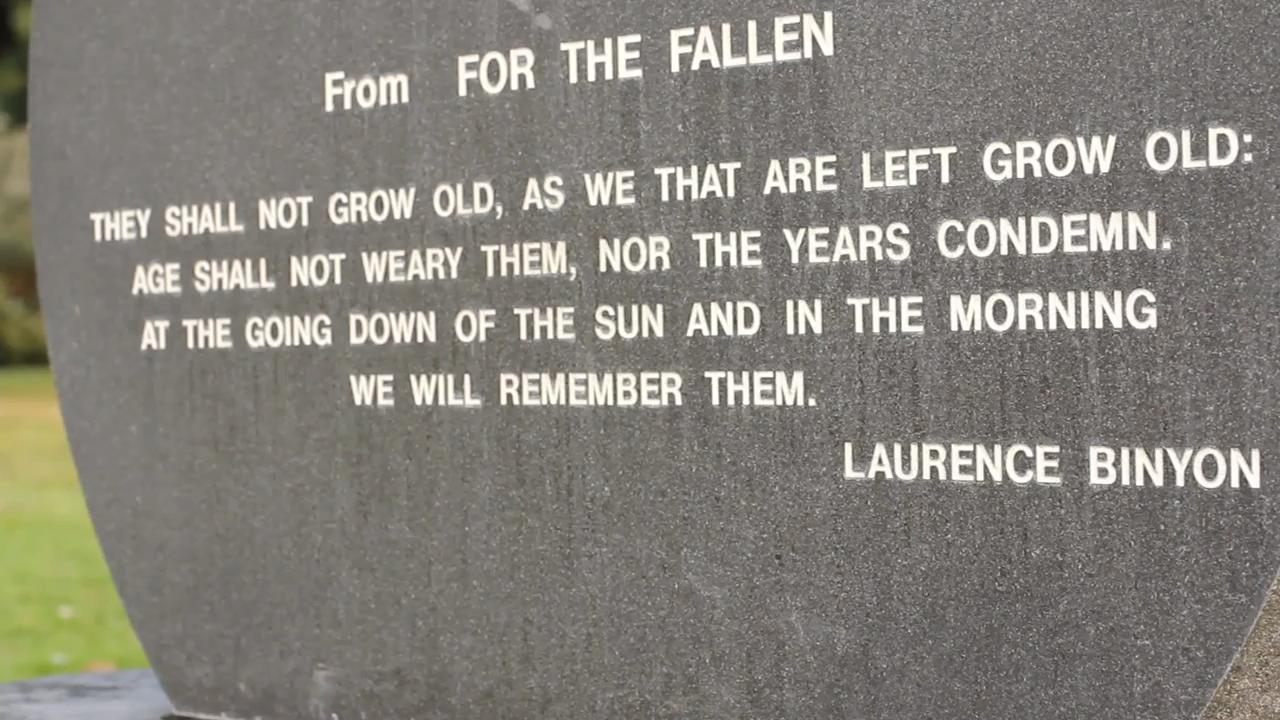 From FOR THE FALLEN
THEY SHALL NOT GROW OLD, AS WE THAT ARE LEFT GROW OLD:
AGE SHALL NOT WEARY THEM, NOR THE YEARS CONDEMN.
AT THE GOING DOWN OF THE SUN AND IN THE MORNING
WE WILL REMEMBER THEM.
LAURENCE BINYON